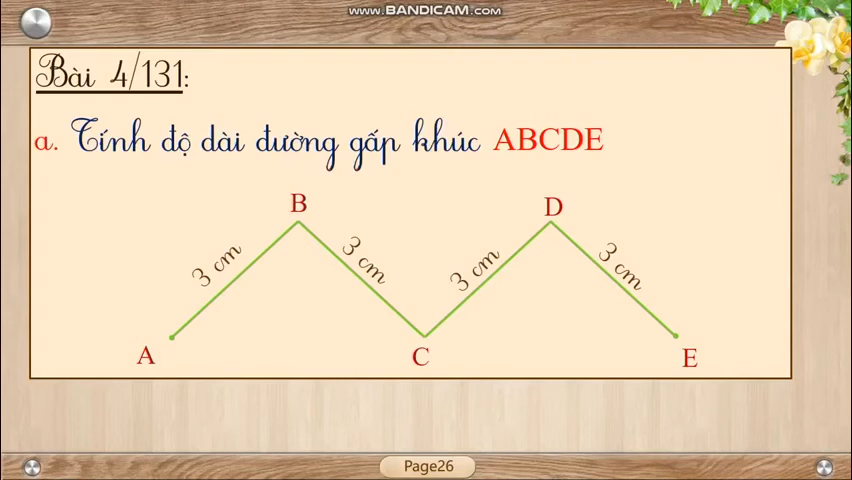 WWW.BANDICAM.COM
Bài 4/131:
a. Tính độ dài đường gấp khúc ABCDE
B
D
3 cm
3 cm
3 cm
3 cm
A
C
E
Page26